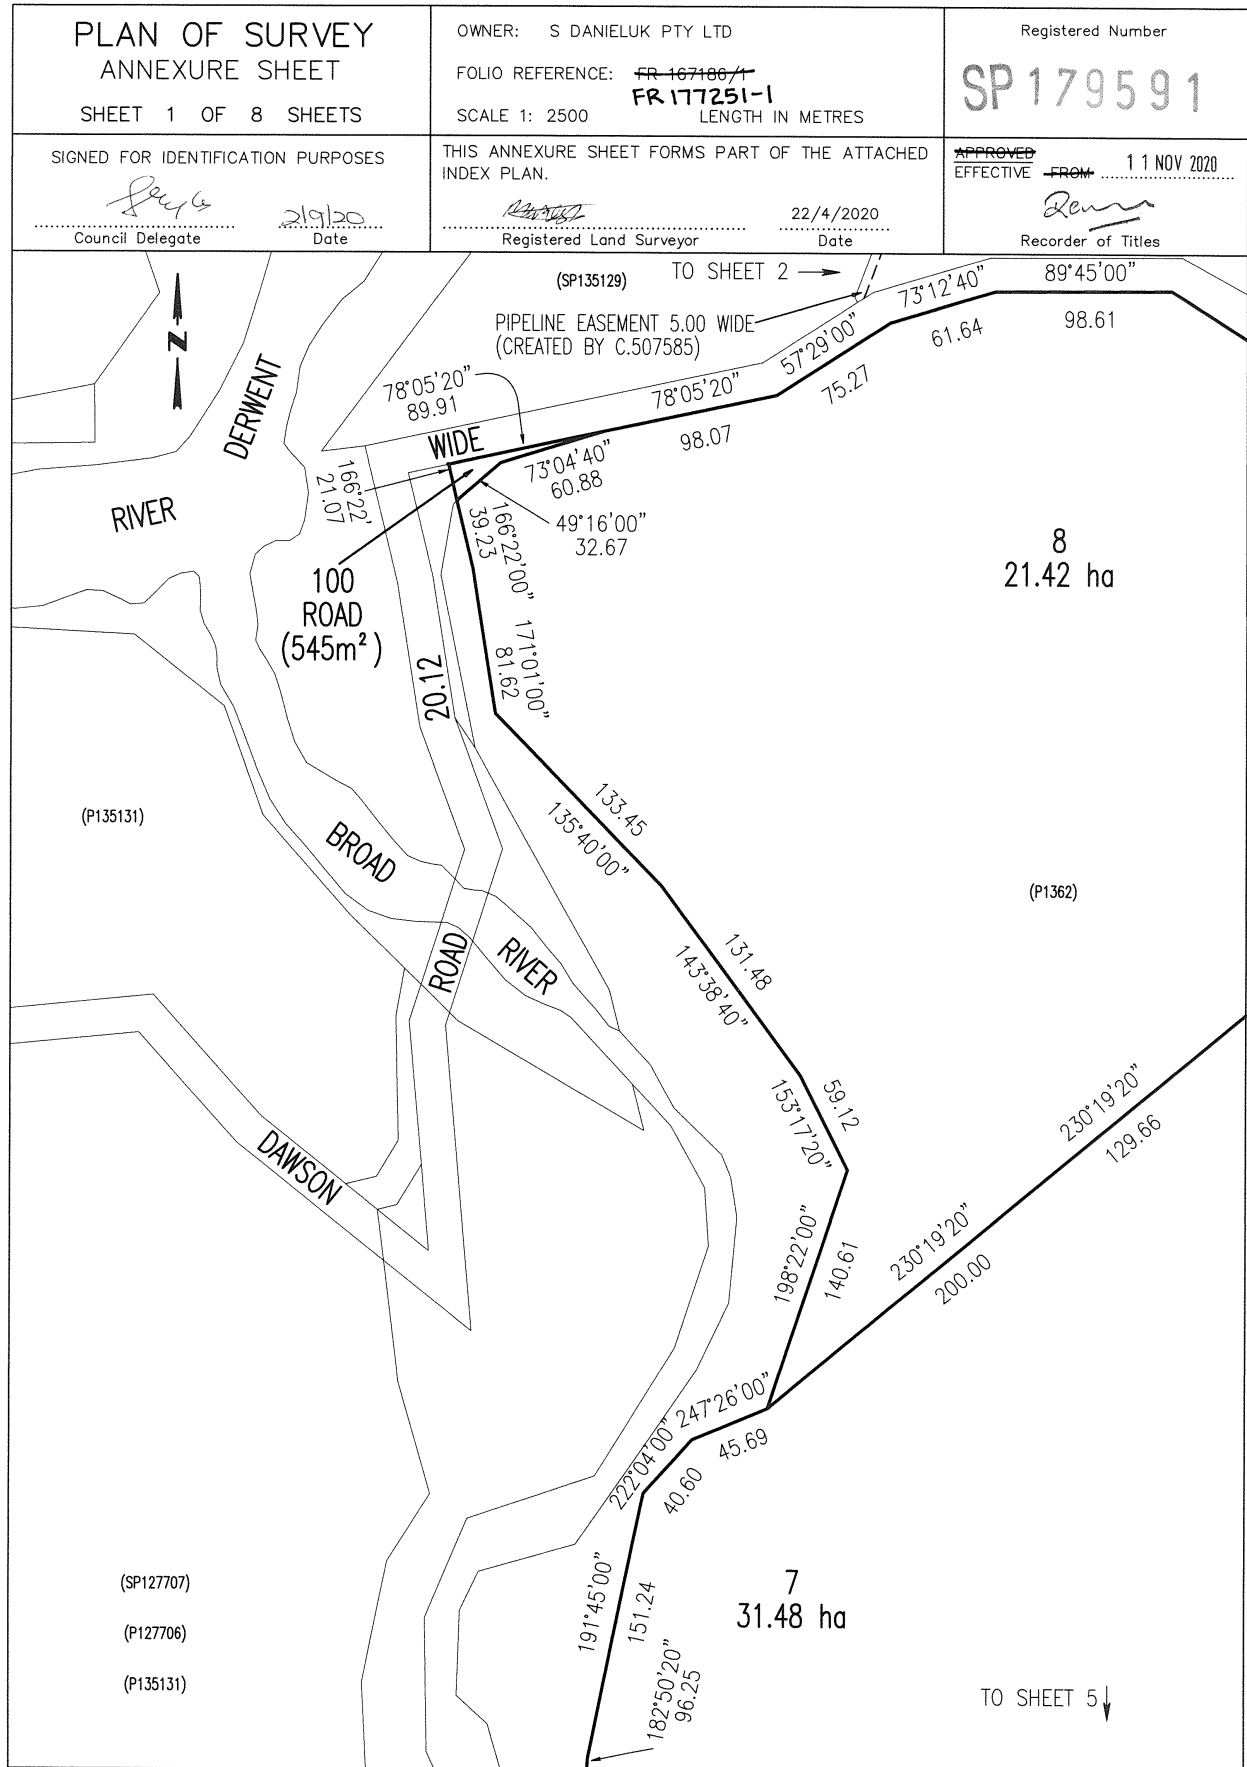 PLAN OF SURVEY
ANNEXURE SHEET
SHEET 1 OF 8 SHEETS
OWNER: S DANIELUK PTY LTD
FOLIO REFERENCE: FR 167186/1
FR 177251-1
SCALE 1: 2500 LENGTH IN METRES
Registered Number
SP 179591
SIGNED FOR IDENTIFICATION PURPOSES
2/9/20
Council Delegate Date
THIS ANNEXURE SHEET FORMS PART OF THE ATTACHED
INDEX PLAN.
22/4/2020
Registered Land Surveyor Date
APPROVED
EFFECTIVE FROM 11 NOV 2020
Recorder of Titles
(SP135129)
TO SHEET 2
PIPELINE EASEMENT 5.00 WIDE
(CREATED BY C.507585)
N
73°12'40"
61.64
89°45'00"
98.61
57°29'00"
75.27
78°05'20"
98.07
78°05'20"
89.91
DERWENT
RIVER
WIDE
166°22'
21.07
73°04'40"
60.88
49°16'00"
32.67
166°22'00"
39.23
100
ROAD
(545m²)
8
21.42 ha
171°01'00"
81.62
20.12
133.45
135°40'00"
(P135131)
BROAD
RIVER
ROAD
(P1362)
131.48
143°38'40"
59.12
153°17'20"
DAWSON
230°19'20"
129.66
230°19'20"
200.00
198°22'00"
140.61
247°26'00"
45.69
222°04'00"
40.60
191°45'00"
151.24
182°50'20"
96.25
7
31.48 ha
(SP127707)
(P127706)
(P135131)
TO SHEET 5